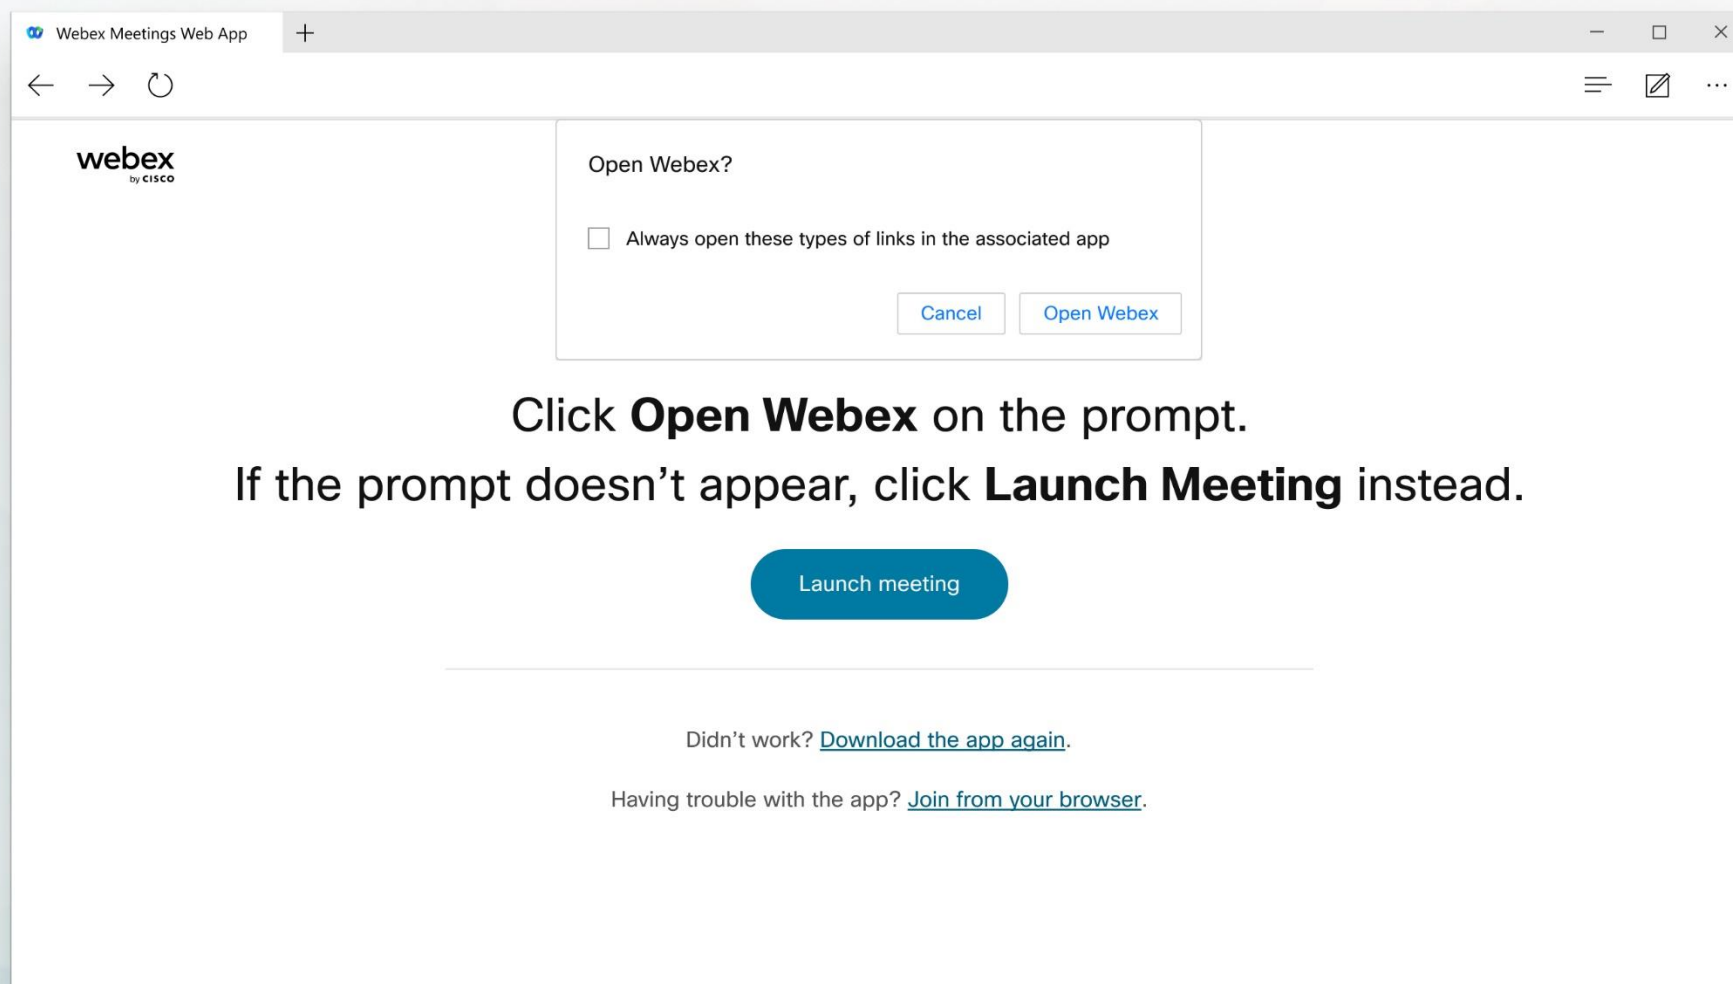 Webex Meetings Web App
webex
by CISCO
Open Webex?
Always open these types of links in the associated app
Cancel
Open Webex
Click Open Webex on the prompt.
If the prompt doesn’t appear, click Launch Meeting instead.
Launch meeting
Didn’t work? Download the app again.
Having trouble with the app? Join from your browser.